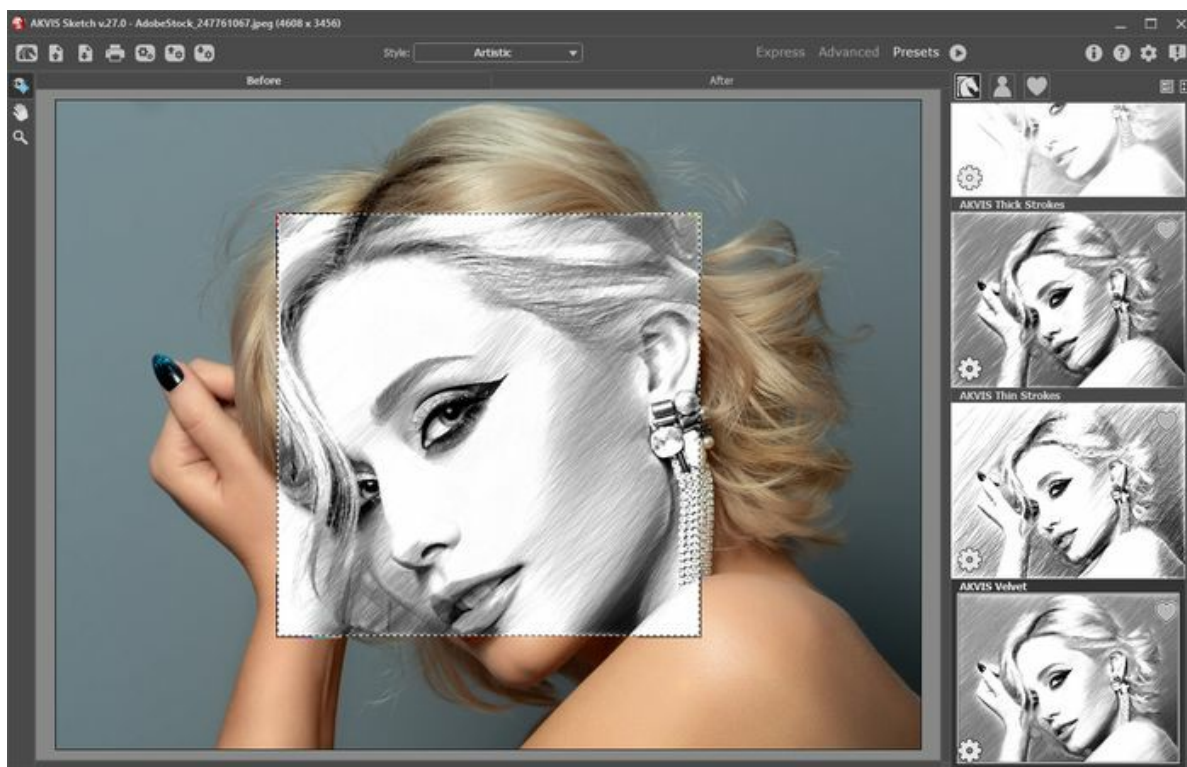 AKVIS Sketch v.27.0 - AdobeStock_247761067.jpeg (4608 x 3456)
Style: Artistic
Express Advanced Presets
Before After
AKVIS Thick Strokes
AKVIS Thin Strokes
AKVIS Velvet